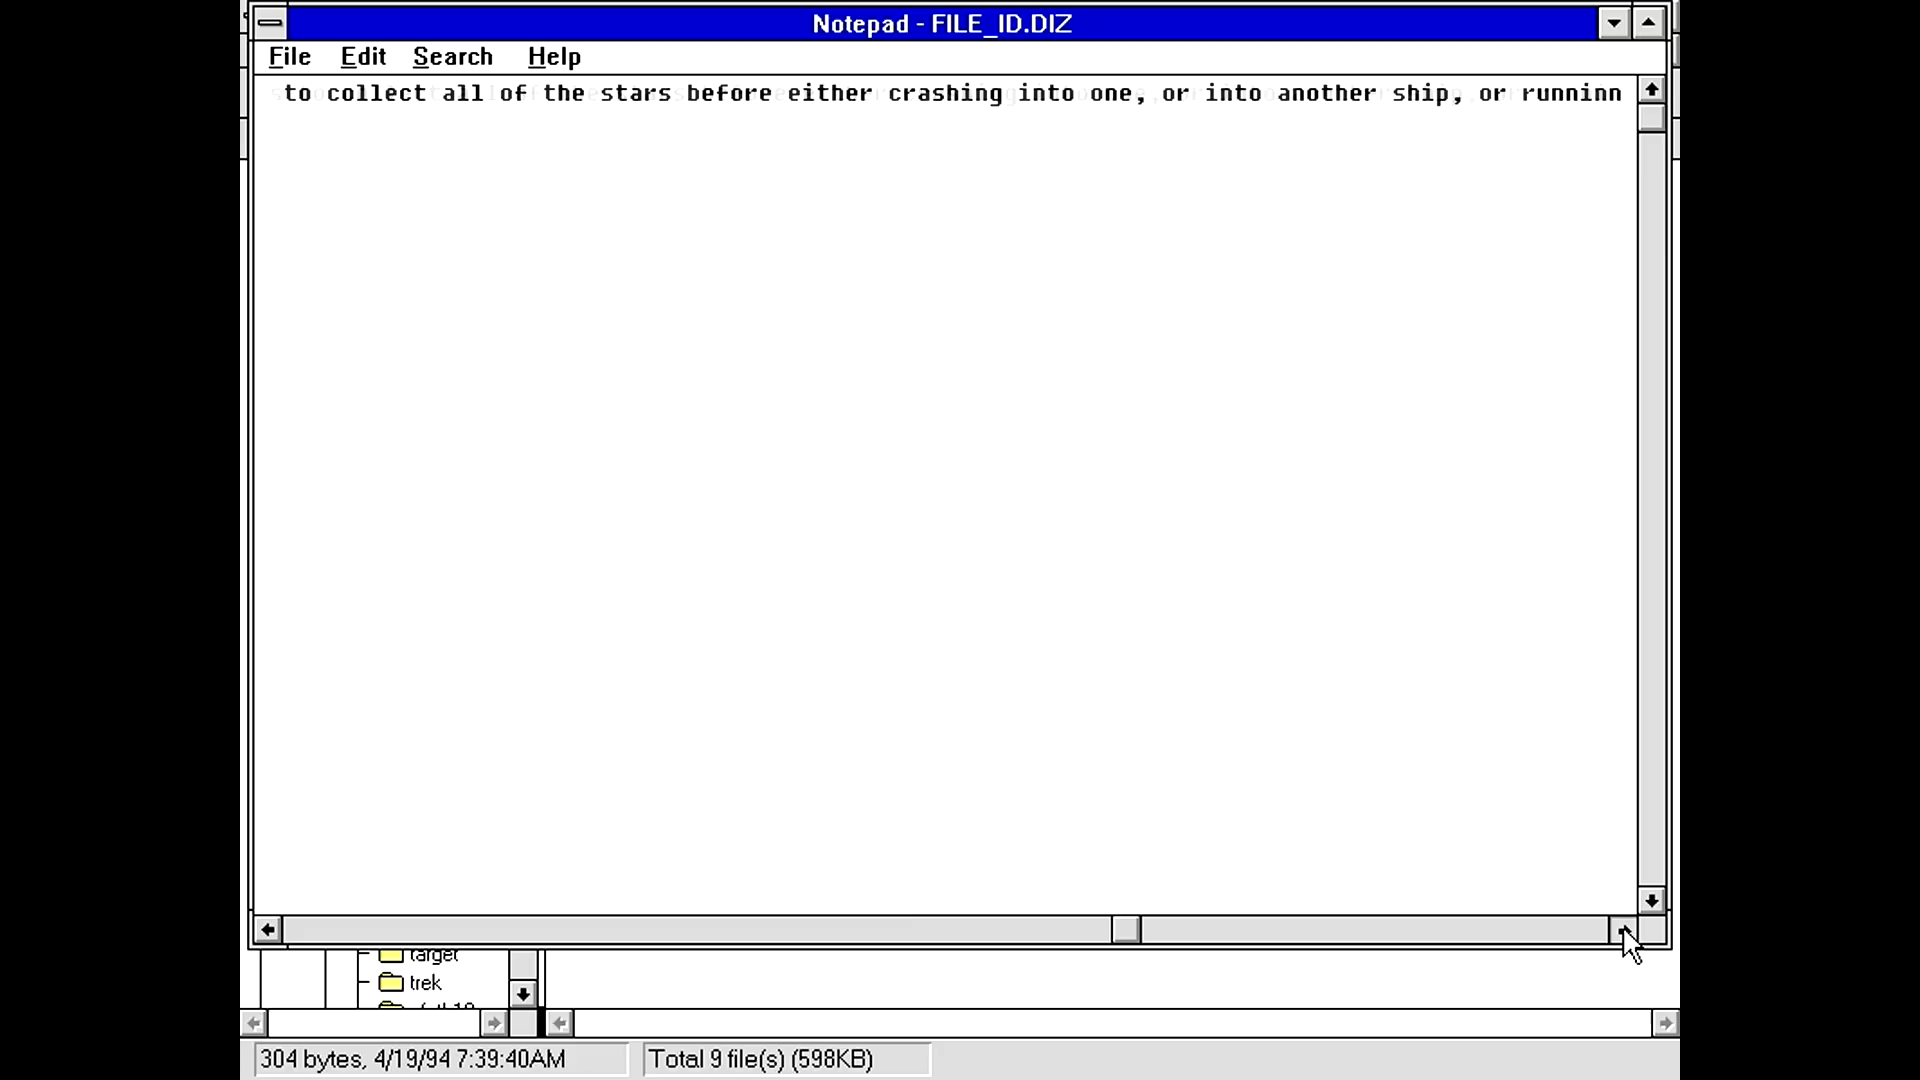 Notepad - FILE_ID.DIZ
File Edit Search Help
to collect all of the stars before either crashing into one, or into another ship, or runninn
target
trek
304 bytes, 4/19/94 7:39:40AM Total 9 file(s) (598KB)